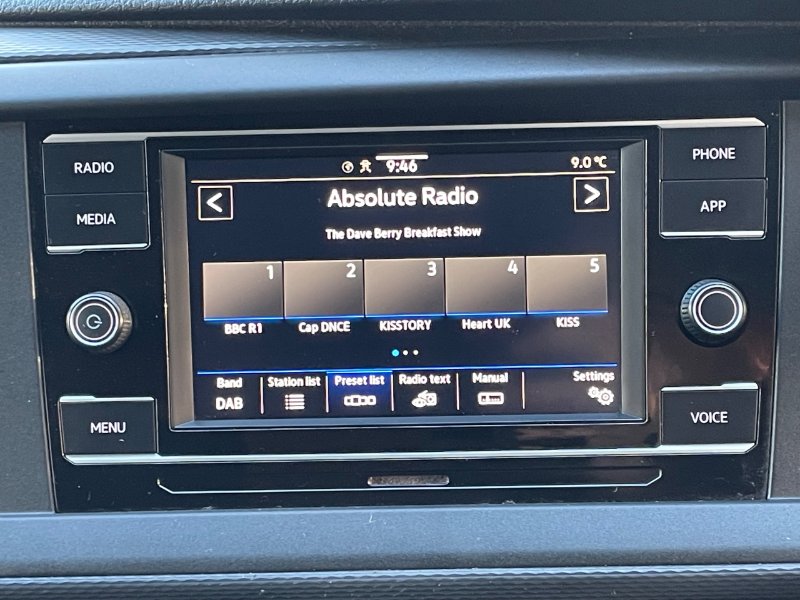 RADIO
MEDIA
MENU
9:46
9.0 °C
<
Absolute Radio
>
The Dave Berry Breakfast Show
1 2 3 4 5
BBC R1 Cap DNCE KISSTORY Heart UK KISS
Band Station list Preset list Radio text Manual Settings
DAB
PHONE
APP
VOICE